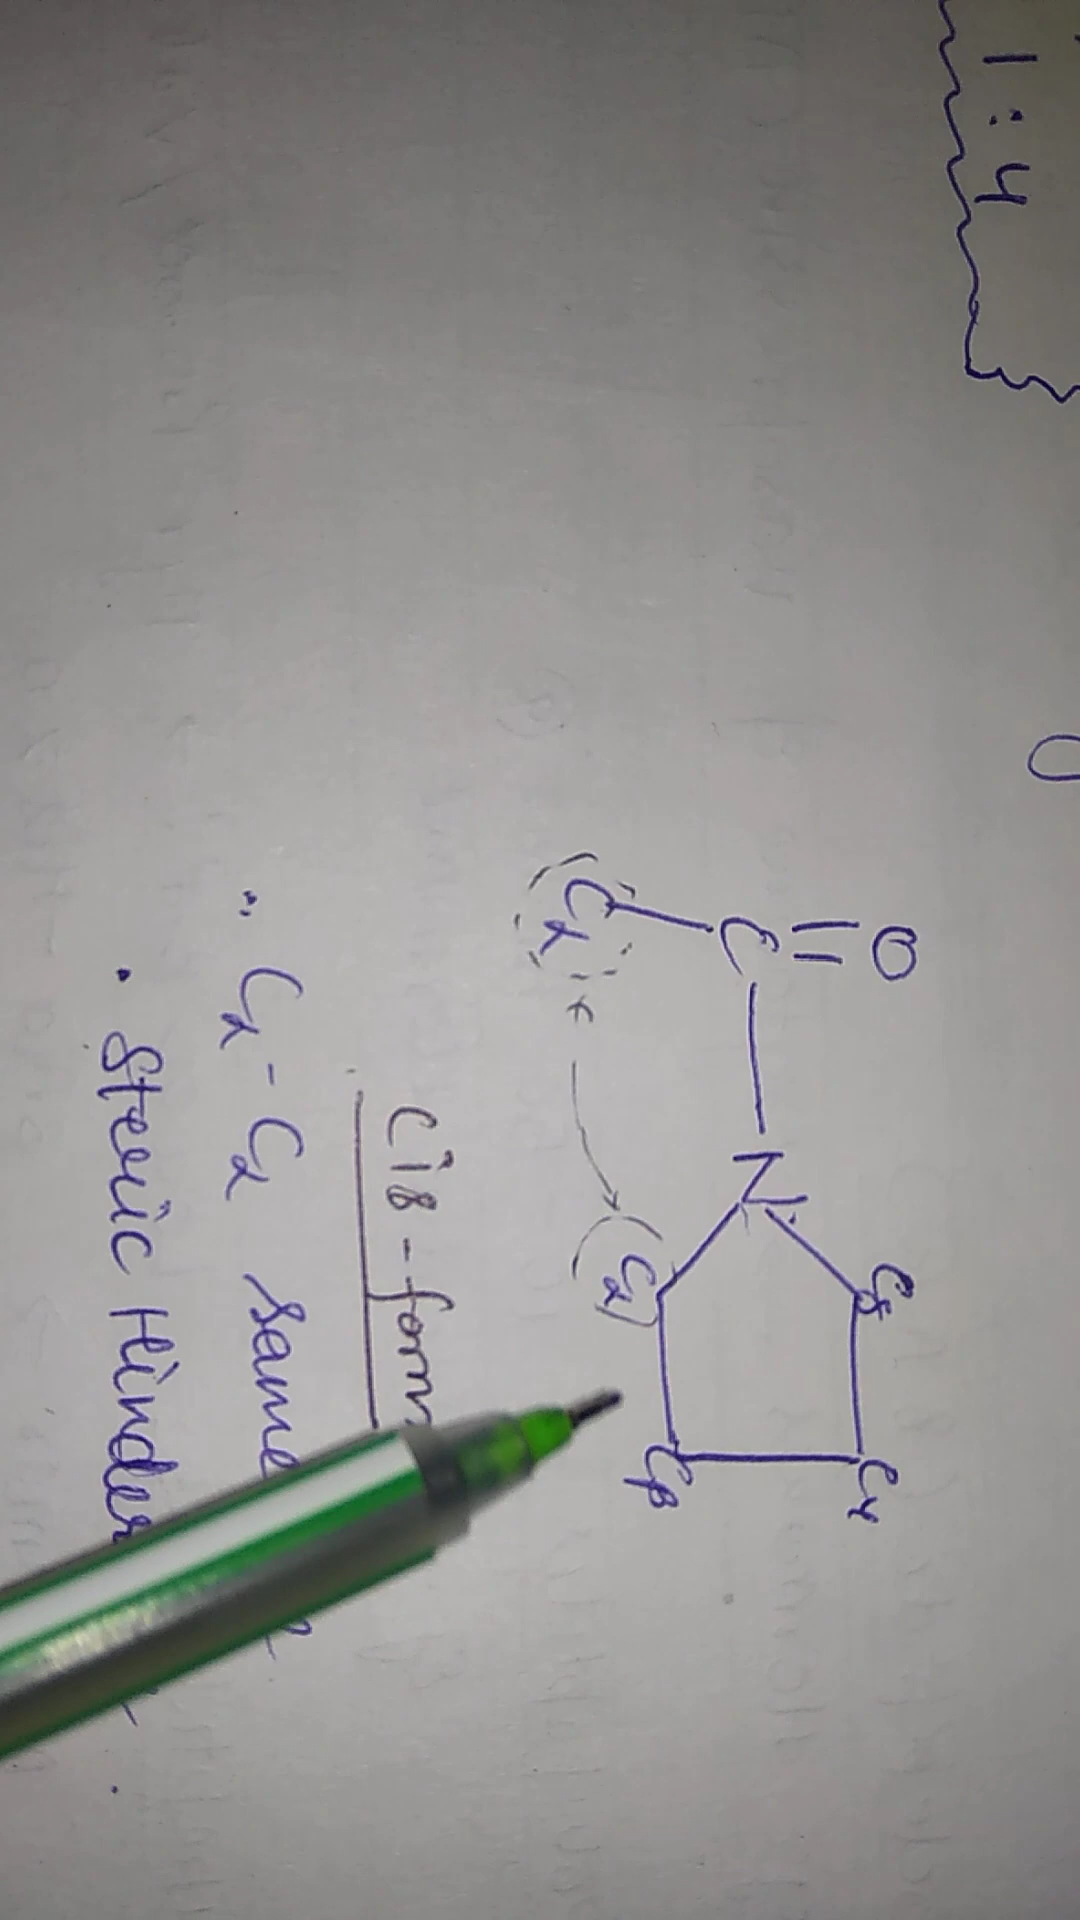 1:4
O
C
Cα
N
Cδ
Cα
Cβ
Cγ
Cis-form
∴ Cα-Cα same
• Steric Hinder